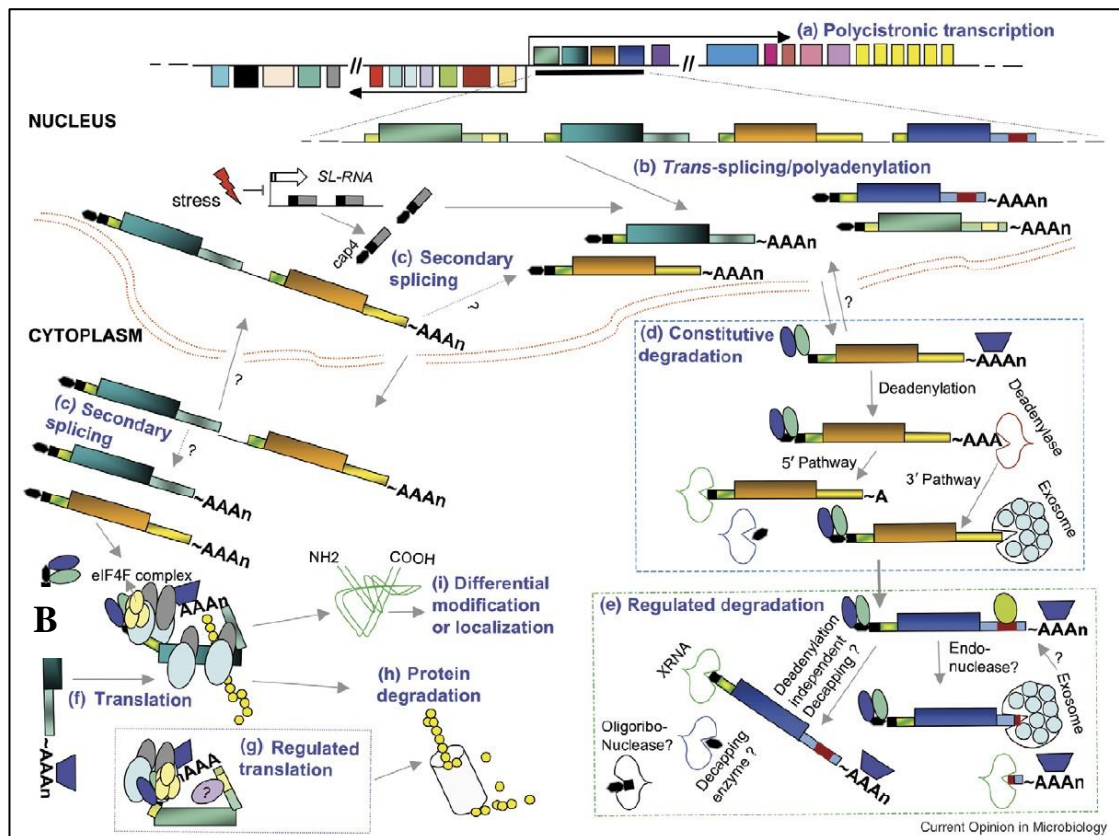 (a) Polycistronic transcription
//
//
NUCLEUS
(b) Trans-splicing/polyadenylation
SL-RNA
stress
~AAAn
~AAAn
cap4
(c) Secondary
splicing
~AAAn
~AAAn
?
?
~AAAn
CYTOPLASM
(d) Constitutive
degradation
~AAAn
Deadenylation
Deadenylase
?
(c) Secondary
splicing
?
~AAA
5′ Pathway
3′ Pathway
~AAAn
~AAAn
~A
Exosome
~AAAn
NH2
COOH
eIF4F complex
AAAn
(i) Differential
modification
or localization
B
(e) Regulated degradation
~AAAn
XRNA
Deadenylation
Independent
Decapping ?
Endo-
nuclease?
?
Exosome
(h) Protein
degradation
(f) Translation
~AAAn
(g) Regulated
translation
AAA
?
Oligoribo-
Nuclease?
Decapping
enzyme ?
~AAAn
~AAAn
Current Opinion in Microbiology